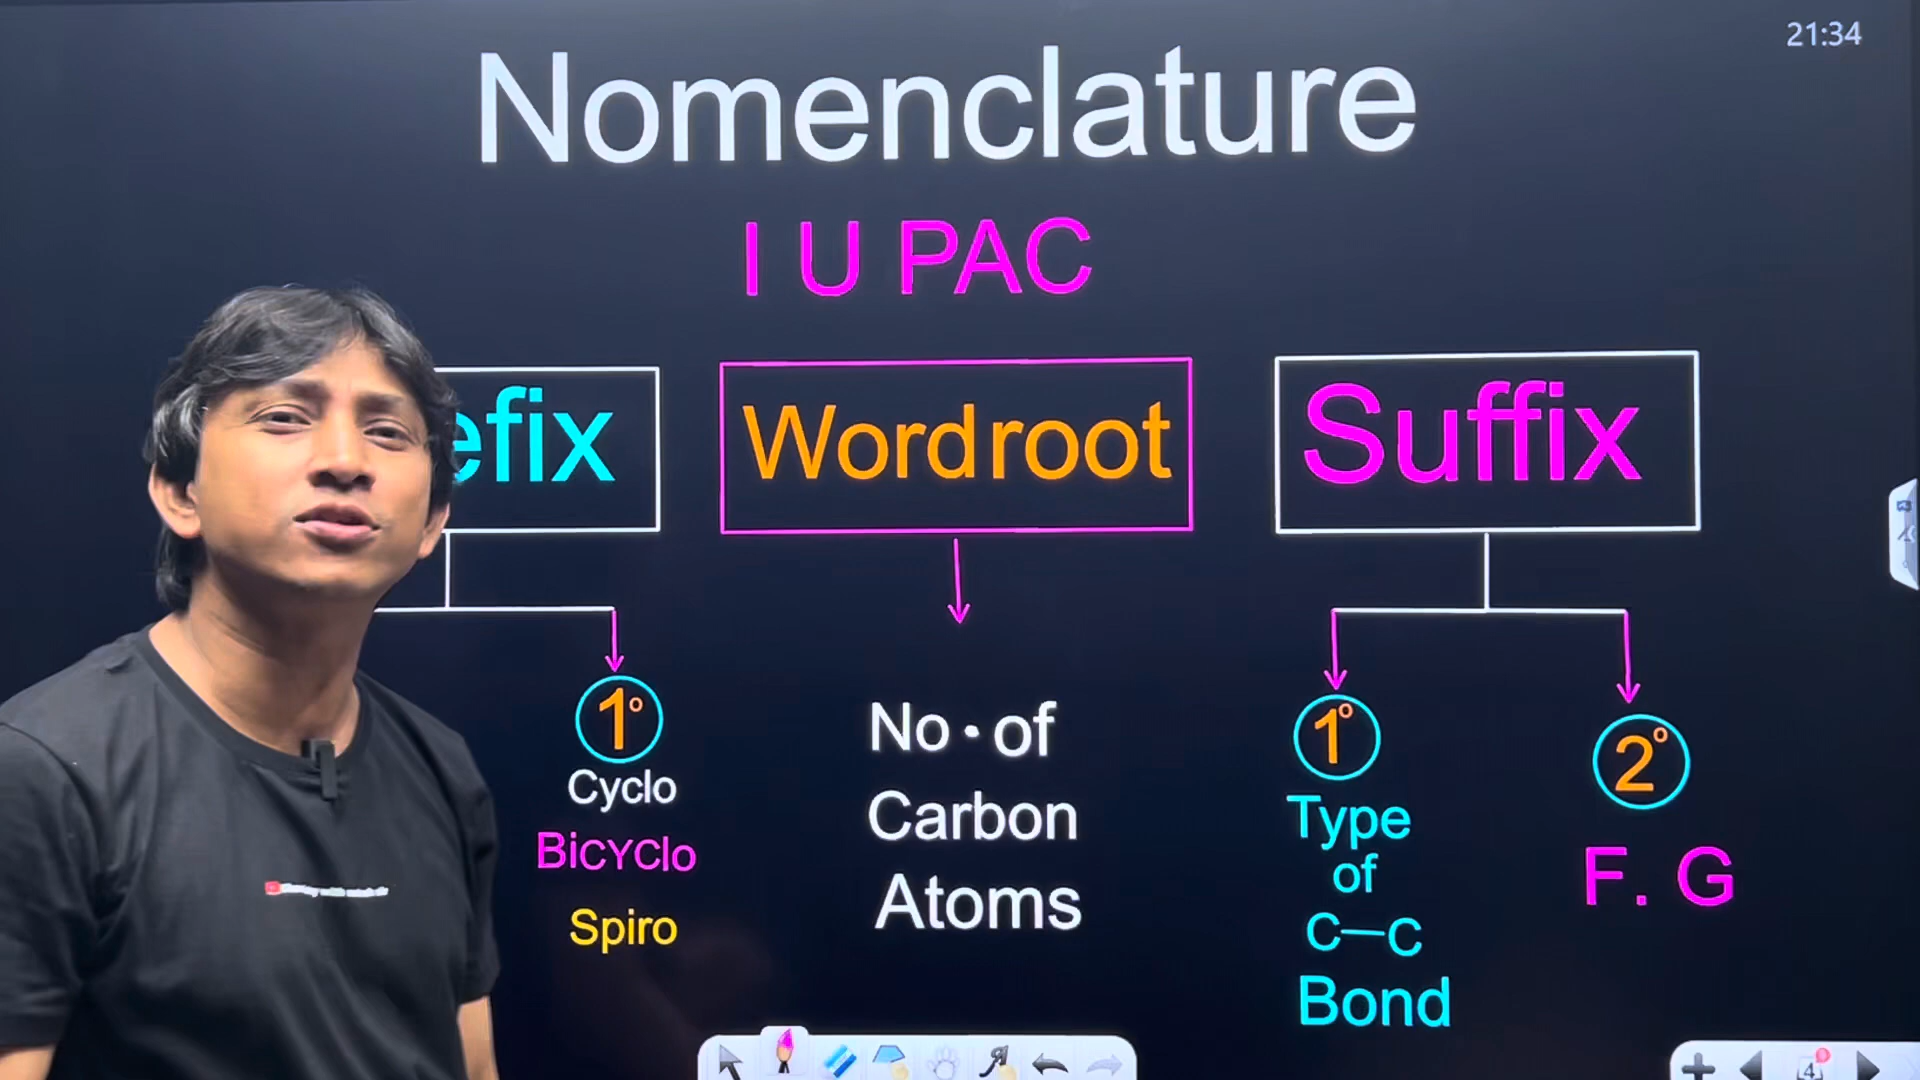 21:34
Nomenclature
I U PAC
efix
Wordroot
Suffix
1°
Cyclo
BiCYClo
Spiro
No. of
Carbon
Atoms
1°
Type
of
C—C
Bond
2°
F. G
4